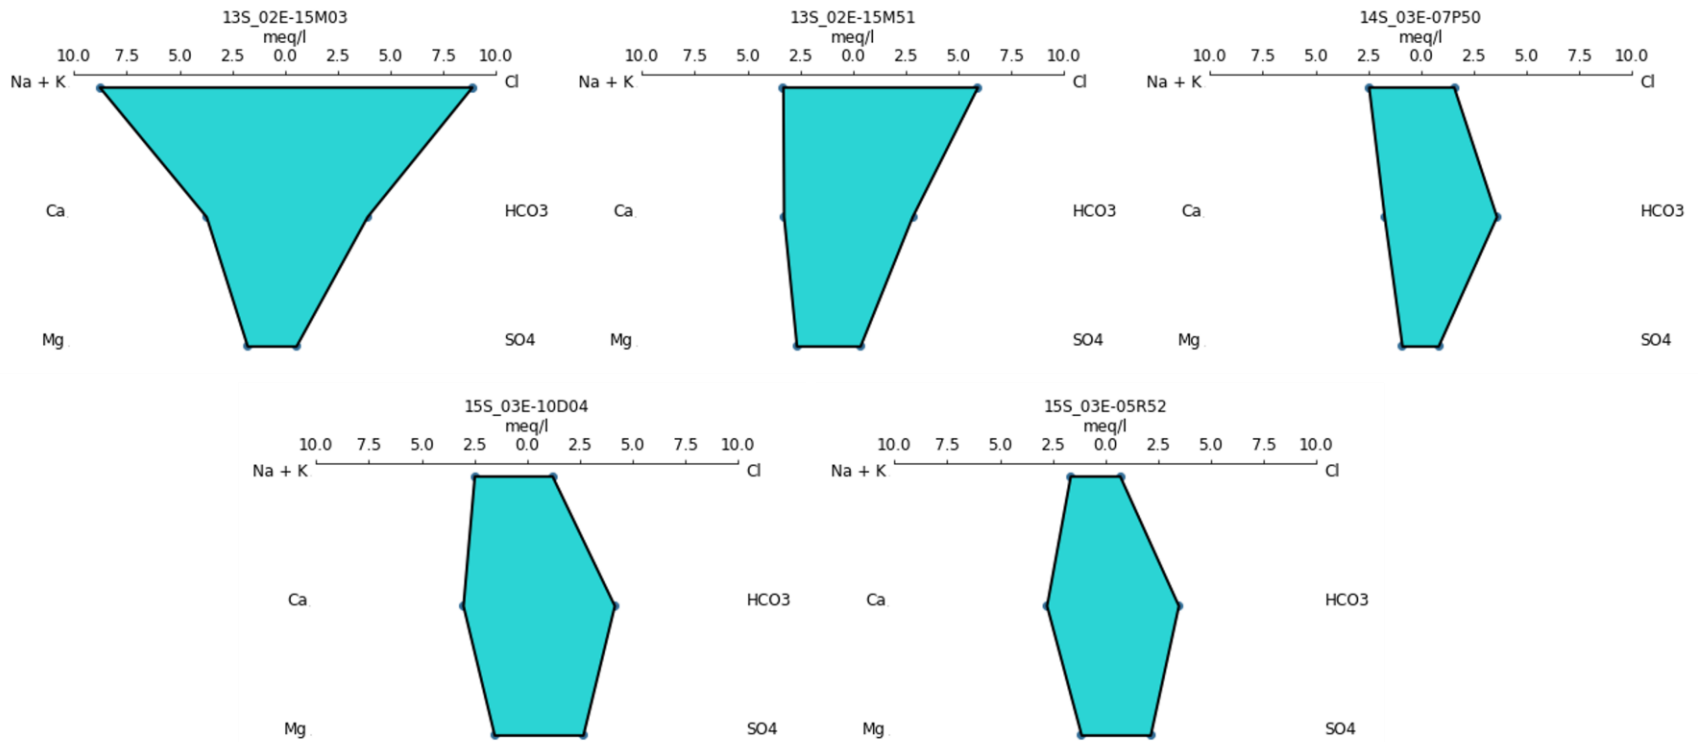 13S_02E-15M03
meq/l
10.0 7.5 5.0 2.5 0.0 2.5 5.0 7.5 10.0
Na + K Cl
Ca HCO3
Mg SO4
13S_02E-15M51
meq/l
10.0 7.5 5.0 2.5 0.0 2.5 5.0 7.5 10.0
Na + K Cl
Ca HCO3
Mg SO4
14S_03E-07P50
meq/l
10.0 7.5 5.0 2.5 0.0 2.5 5.0 7.5 10.0
Na + K Cl
Ca HCO3
Mg SO4
15S_03E-10D04
meq/l
10.0 7.5 5.0 2.5 0.0 2.5 5.0 7.5 10.0
Na + K Cl
Ca HCO3
Mg SO4
15S_03E-05R52
meq/l
10.0 7.5 5.0 2.5 0.0 2.5 5.0 7.5 10.0
Na + K Cl
Ca HCO3
Mg SO4